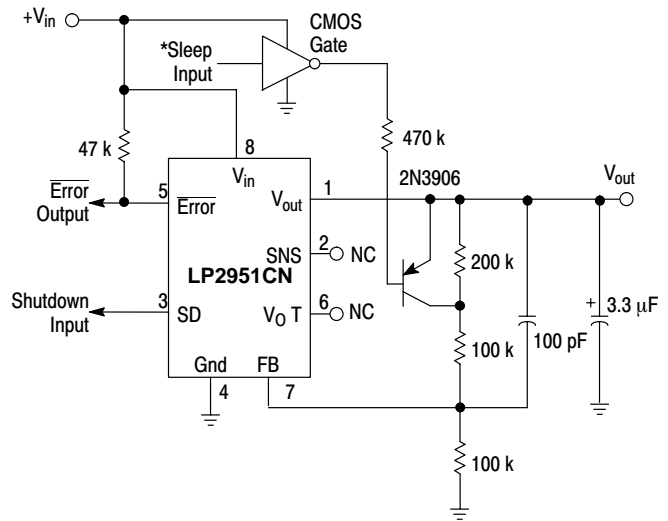 +Vin
CMOS
Gate
*Sleep
Input
470 k
47 k
8
2N3906
Vout
Vin
Error
Output
5
Error
Vout
1
SNS
2
NC
200 k
LP2951CN
Shutdown
Input
3
SD
VO T
6
NC
100 k
100 pF
+
3.3 µF
Gnd
FB
4
7
100 k